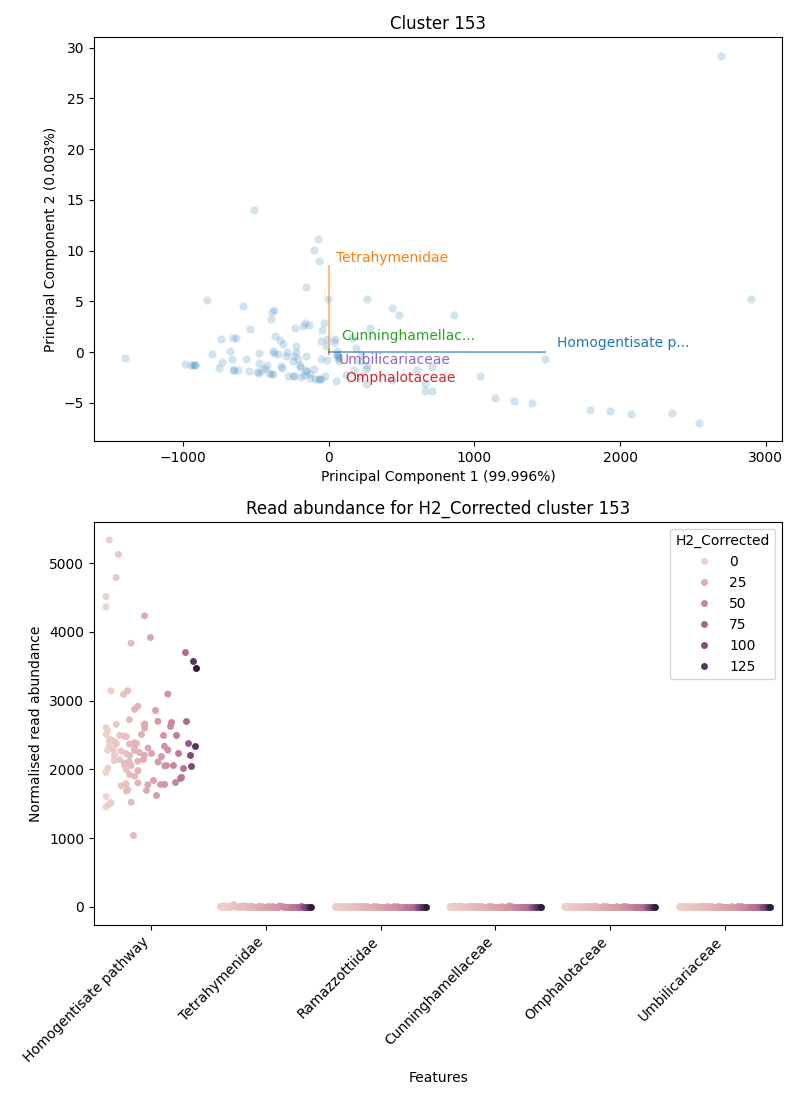 Cluster 153
Principal Component 2 (0.003%)
30
25
20
15
10
5
0
−5
Tetrahymenidae
Cunninghamellac...
Homogentisate p...
Umbilicariaceae
Omphalotaceae
−1000
0
1000
2000
3000
Principal Component 1 (99.996%)
Read abundance for H2_Corrected cluster 153
Normalised read abundance
5000
4000
3000
2000
1000
0
H2_Corrected
0
25
50
75
100
125
Homogentisate pathway
Tetrahymenidae
Ramazzottiidae
Cunninghamellaceae
Omphalotaceae
Umbilicariaceae
Features